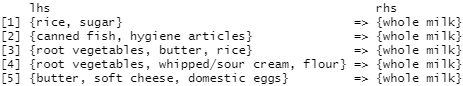 lhs rhs
[1] {rice, sugar} => {whole milk}
[2] {canned fish, hygiene articles} => {whole milk}
[3] {root vegetables, butter, rice} => {whole milk}
[4] {root vegetables, whipped/sour cream, flour} => {whole milk}
[5] {butter, soft cheese, domestic eggs} => {whole milk}